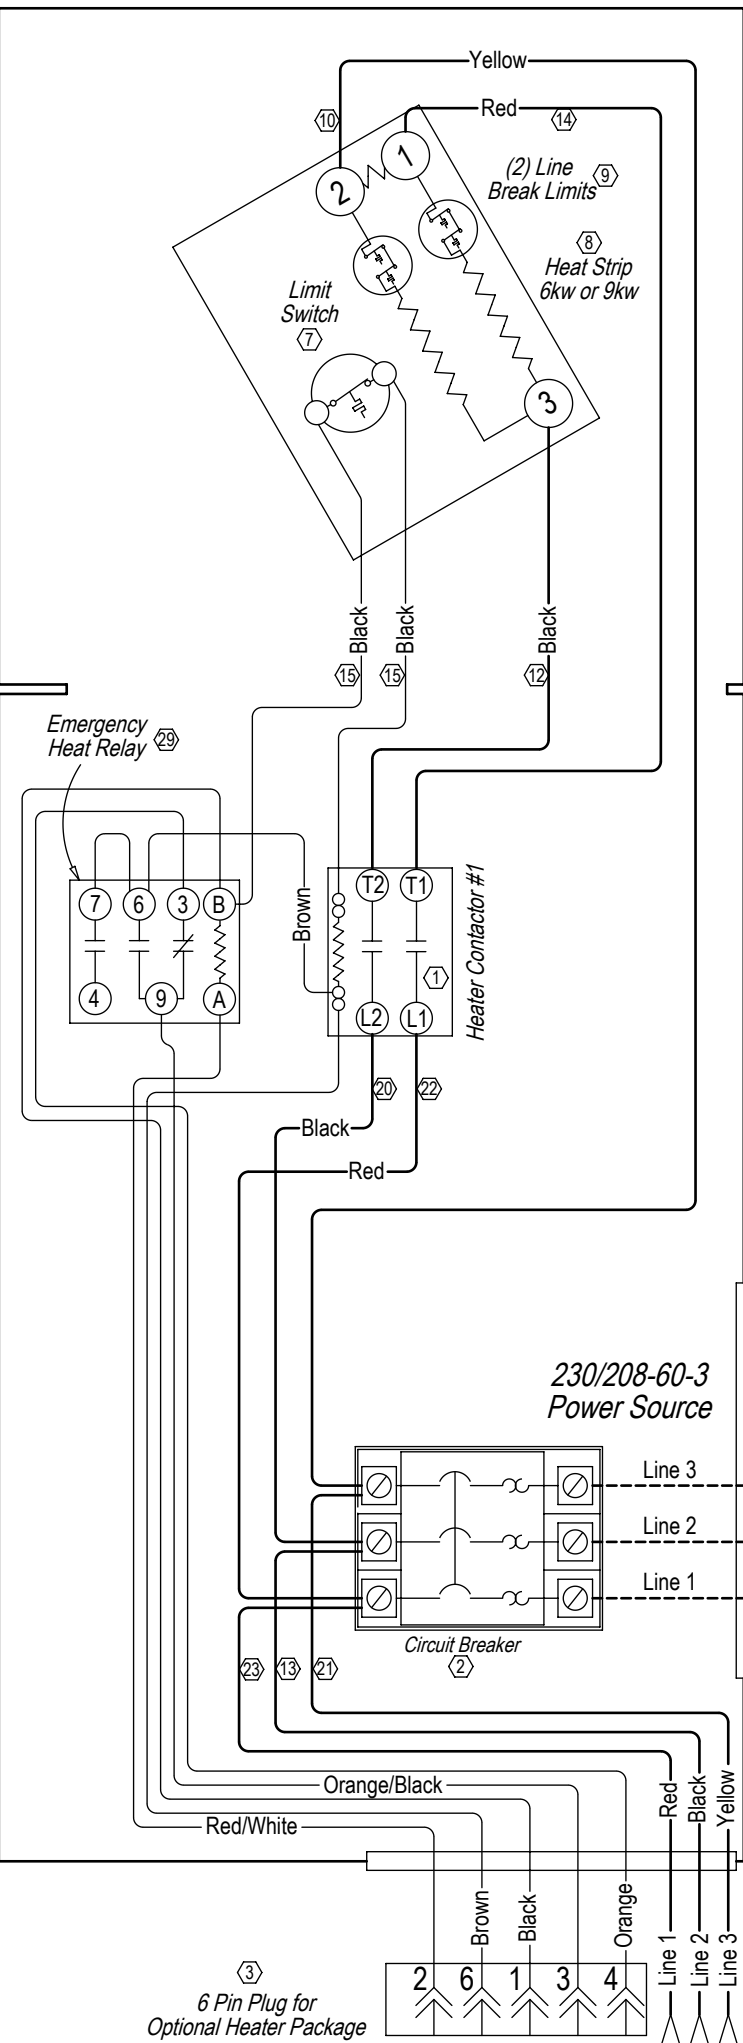 Yellow
Red
10
14
1
2
(2) Line
Break Limits
9
8
Heat Strip
6kw or 9kw
Limit
Switch
7
3
Black
Black
Black
15
15
12
Emergency
Heat Relay
29
7
6
3
B
4
9
A
Brown
T2
T1
1
L2
L1
Heater Contactor #1
20
22
Black
Red
230/208-60-3
Power Source
Line 3
Line 2
Line 1
Circuit Breaker
2
23
13
21
Orange/Black
Red/White
Red
Black
Yellow
Brown
Black
Orange
Line 1
Line 2
Line 3
2
6
1
3
4
3
6 Pin Plug for
Optional Heater Package